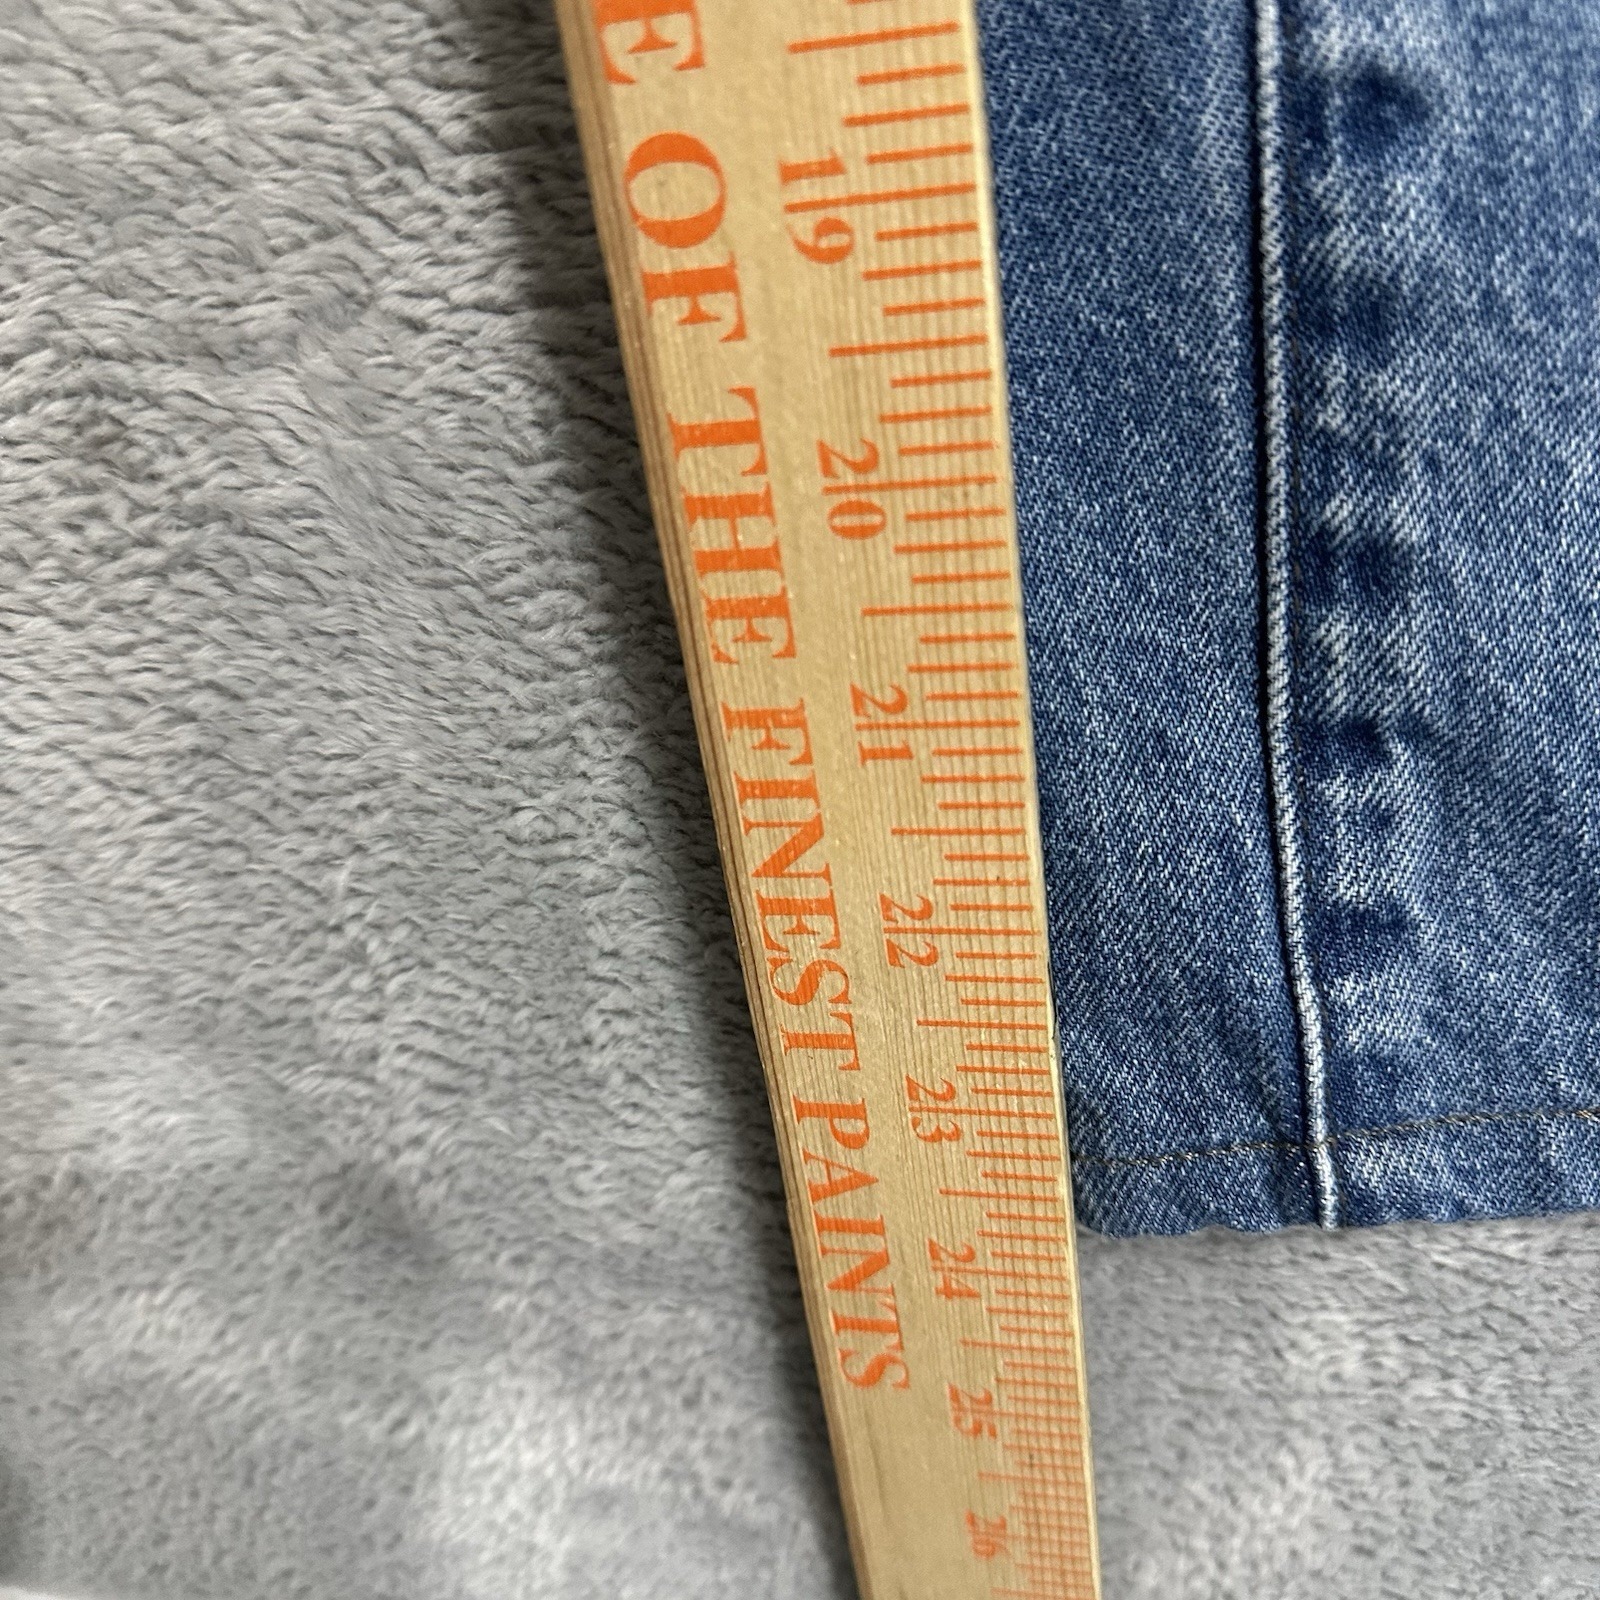 E OF THE FINEST PAINTS
19 20 21 22 23 24 25 26